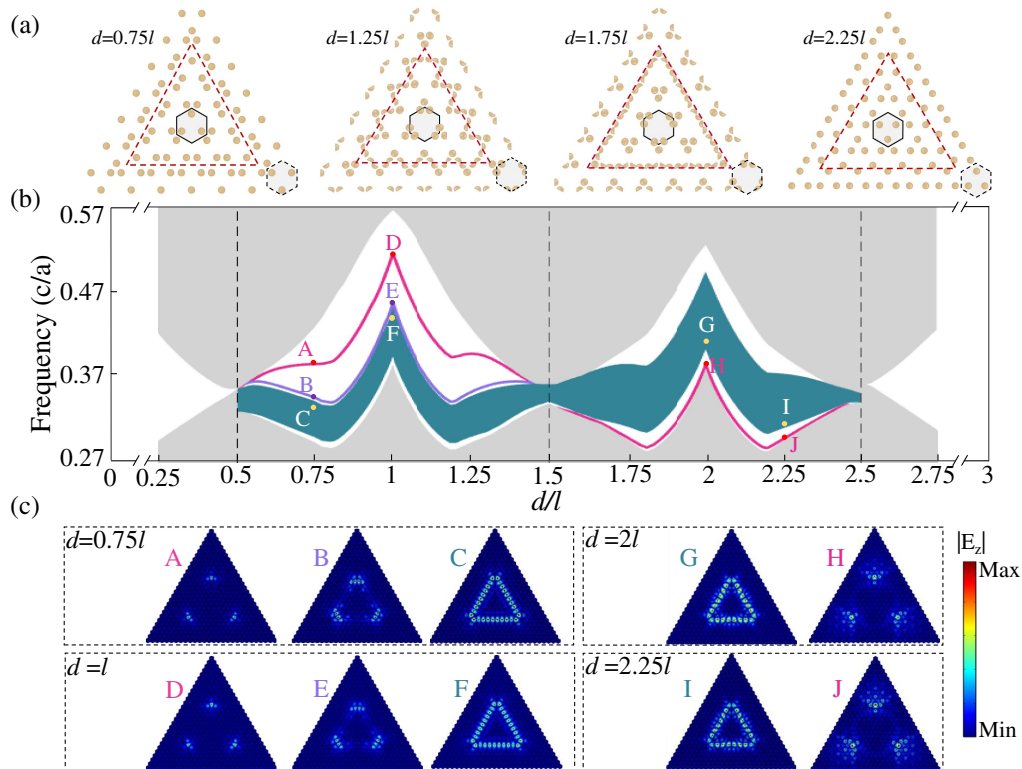 (a)
d=0.75l
d=1.25l
d=1.75l
d=2.25l
(b)
Frequency (c/a)
0.57
0.47
0.37
0.27
A
B
C
D
E
F
G
H
I
J
0
0.25
0.5
0.75
1
1.25
1.5
1.75
2
2.25
2.5
2.75
3
d/l
(c)
d=0.75l
A
B
C
d =2l
G
H
d =l
D
E
F
d =2.25l
I
J
|E_z|
Max
Min